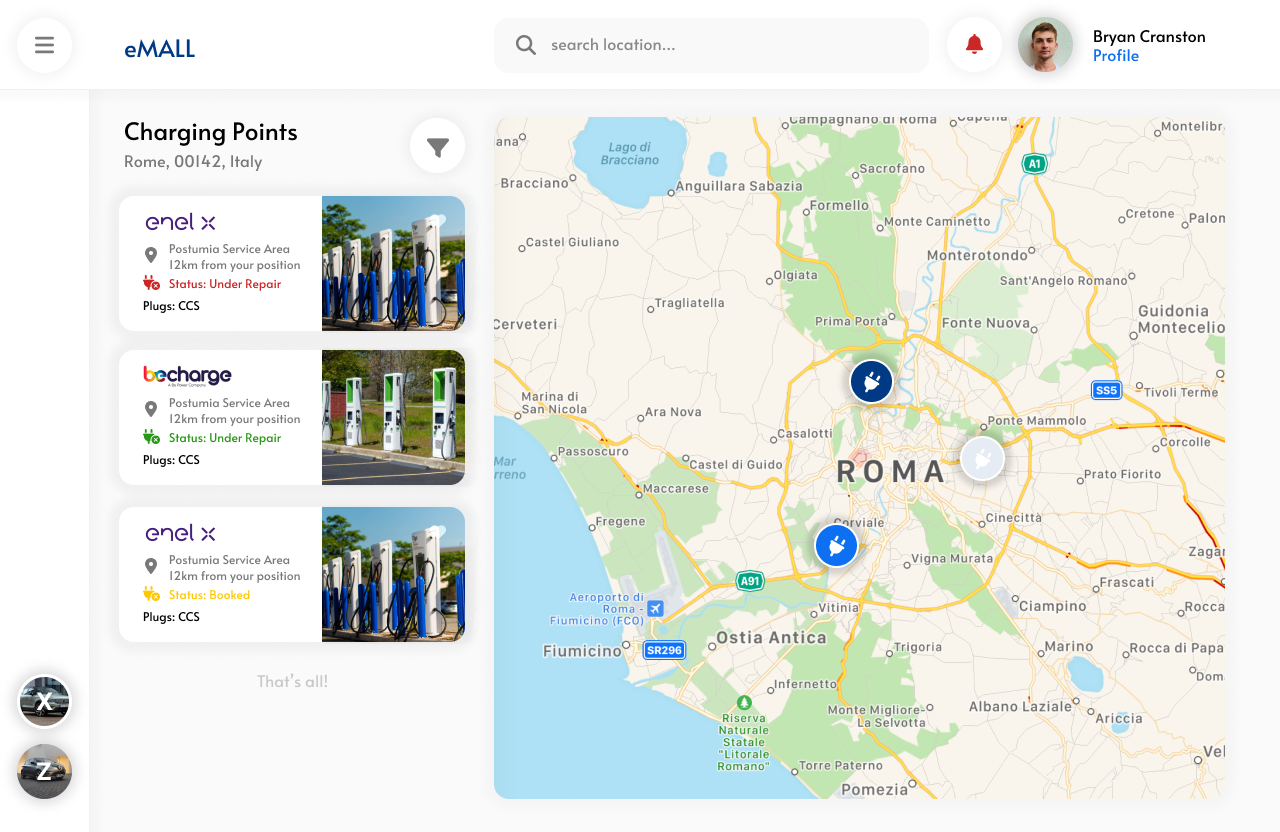 eMALL
search location...
Bryan Cranston
Profile
Charging Points
Rome, 00142, Italy
enel x
Postumia Service Area
12km from your position
Status: Under Repair
Plugs: CCS
becharge
A Be Power Company
Postumia Service Area
12km from your position
Status: Under Repair
Plugs: CCS
enel x
Postumia Service Area
12km from your position
Status: Booked
Plugs: CCS
That's all!
X
Z
Campagnano di Roma
Capena
Montelibr
ana
Lago di
Bracciano
A1
Bracciano
Anguillara Sabazia
Sacrofano
Formello
Monte Caminetto
Cretone
Palom
Castel Giuliano
Monterotondo
Olgiata
Sant'Angelo Romano
Tragliatella
Guidonia
Montecelio
Cerveteri
Prima Porta
Fonte Nuova
SS5
Tivoli Terme
Marina di
San Nicola
Ara Nova
Ponte Mammolo
Casalotti
Corcolle
Passoscuro
Mar
rreno
Castel di Guido
ROMA
Prato Fiorito
Maccarese
Fregene
Corviale
Cinecittà
Vigna Murata
Zagar
A91
Frascati
Aeroporto di
Roma -
Fiumicino (FCO)
Vitinia
Ciampino
Rocca
Ostia Antica
Fiumicino
SR296
Trigoria
Marino
Rocca di Papa
Infernetto
Dom
Riserva
Naturale
Statale
"Litorale
Romano"
Monte Migliore-
La Selvotta
Albano Laziale
Ariccia
Vel
Torre Paterno
Pomezia